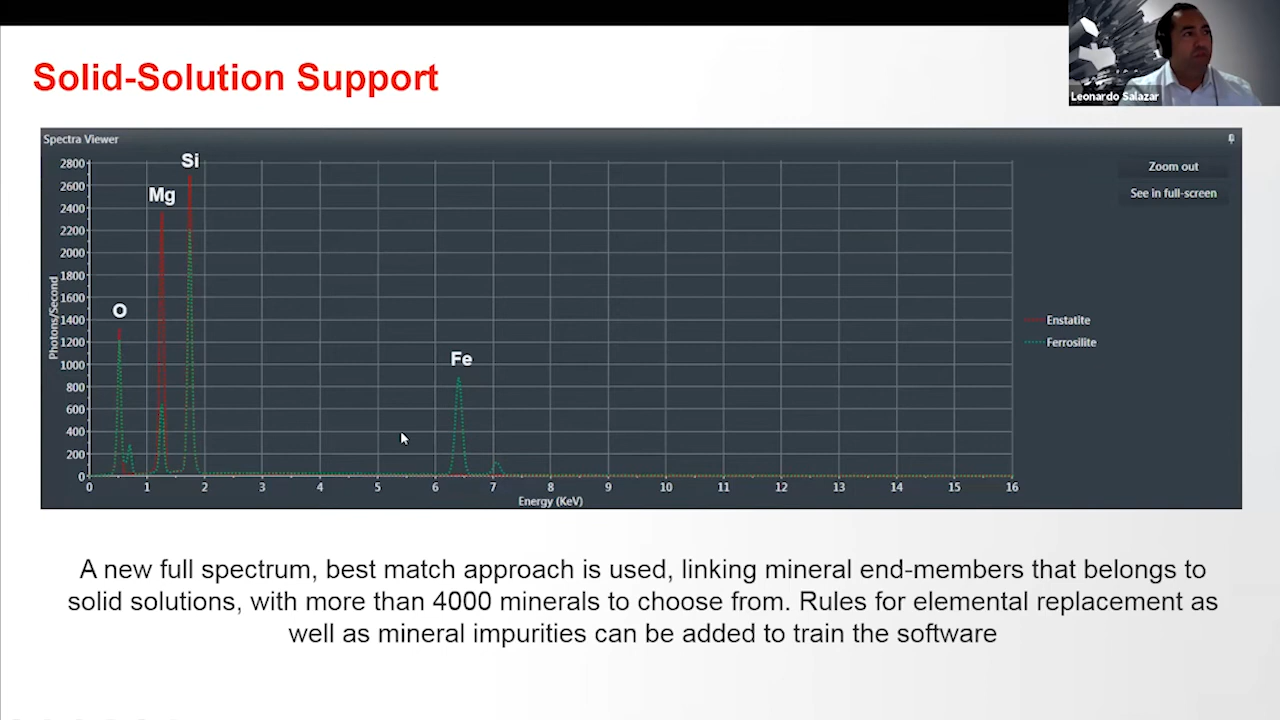 Solid-Solution Support
Leonardo Salazar
Spectra Viewer
Zoom out
See in full-screen
Photons/Second
2800
2600
2400
2200
2000
1800
1600
1400
1200
1000
800
600
400
200
0
O
Mg
Si
Fe
Enstatite
Ferrosilite
0 1 2 3 4 5 6 7 8 9 10 11 12 13 14 15 16
Energy (KeV)
A new full spectrum, best match approach is used, linking mineral end-members that belongs to
solid solutions, with more than 4000 minerals to choose from. Rules for elemental replacement as
well as mineral impurities can be added to train the software